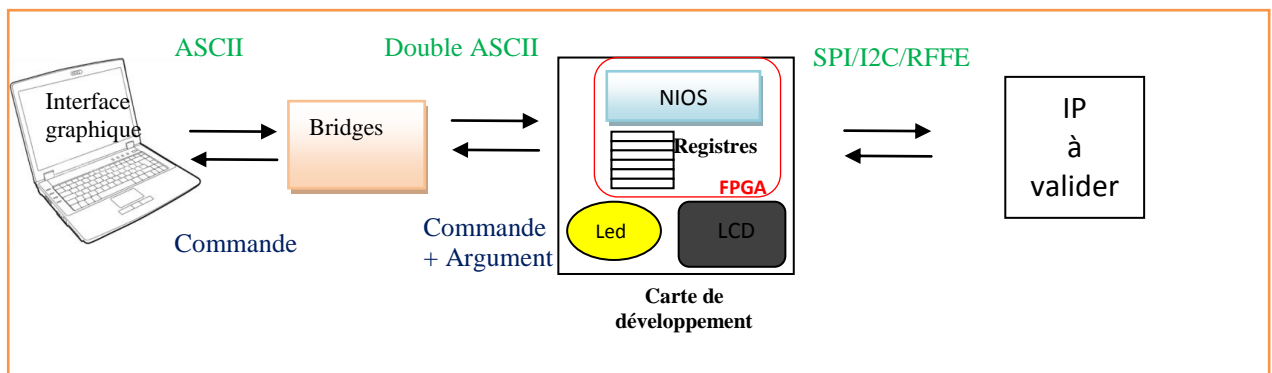 ASCII
Double ASCII
SPI/I2C/RFFE
Interface
graphique
Bridges
NIOS
Registres
FPGA
IP
à
valider
Commande
Commande
+ Argument
Led
LCD
Carte de
développement